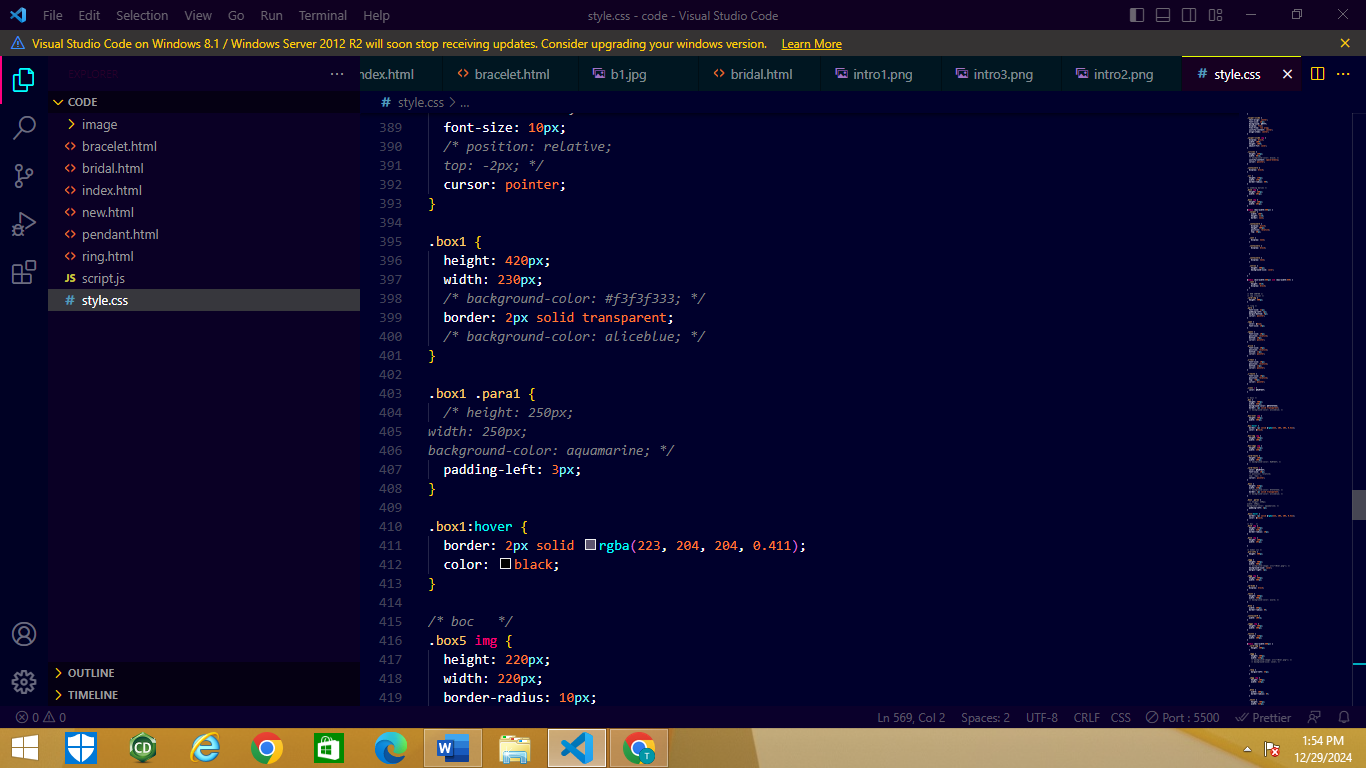 File Edit Selection View Go Run Terminal Help style.css - code - Visual Studio Code
Visual Studio Code on Windows 8.1 / Windows Server 2012 R2 will soon stop receiving updates. Consider upgrading your windows version. Learn More
EXPLORER
ndex.html bracelet.html b1.jpg bridal.html intro1.png intro3.png intro2.png # style.css
CODE
# style.css > ...
image
bracelet.html
bridal.html
index.html
new.html
pendant.html
ring.html
JS script.js
# style.css
389 font-size: 10px;
390 /* position: relative;
391 top: -2px; */
392 cursor: pointer;
393 }
394
395 .box1 {
396 height: 420px;
397 width: 230px;
398 /* background-color: #f3f3f333; */
399 border: 2px solid transparent;
400 /* background-color: aliceblue; */
401 }
402
403 .box1 .para1 {
404 /* height: 250px;
405 width: 250px;
406 background-color: aquamarine; */
407 padding-left: 3px;
408 }
409
410 .box1:hover {
411 border: 2px solid rgba(223, 204, 204, 0.411);
412 color: black;
413 }
414
415 /* boc   */
416 .box5 img {
417 height: 220px;
418 width: 220px;
419 border-radius: 10px;
OUTLINE
TIMELINE
0 0 Ln 569, Col 2 Spaces: 2 UTF-8 CRLF CSS Port : 5500 Prettier
1:54 PM
12/29/2024